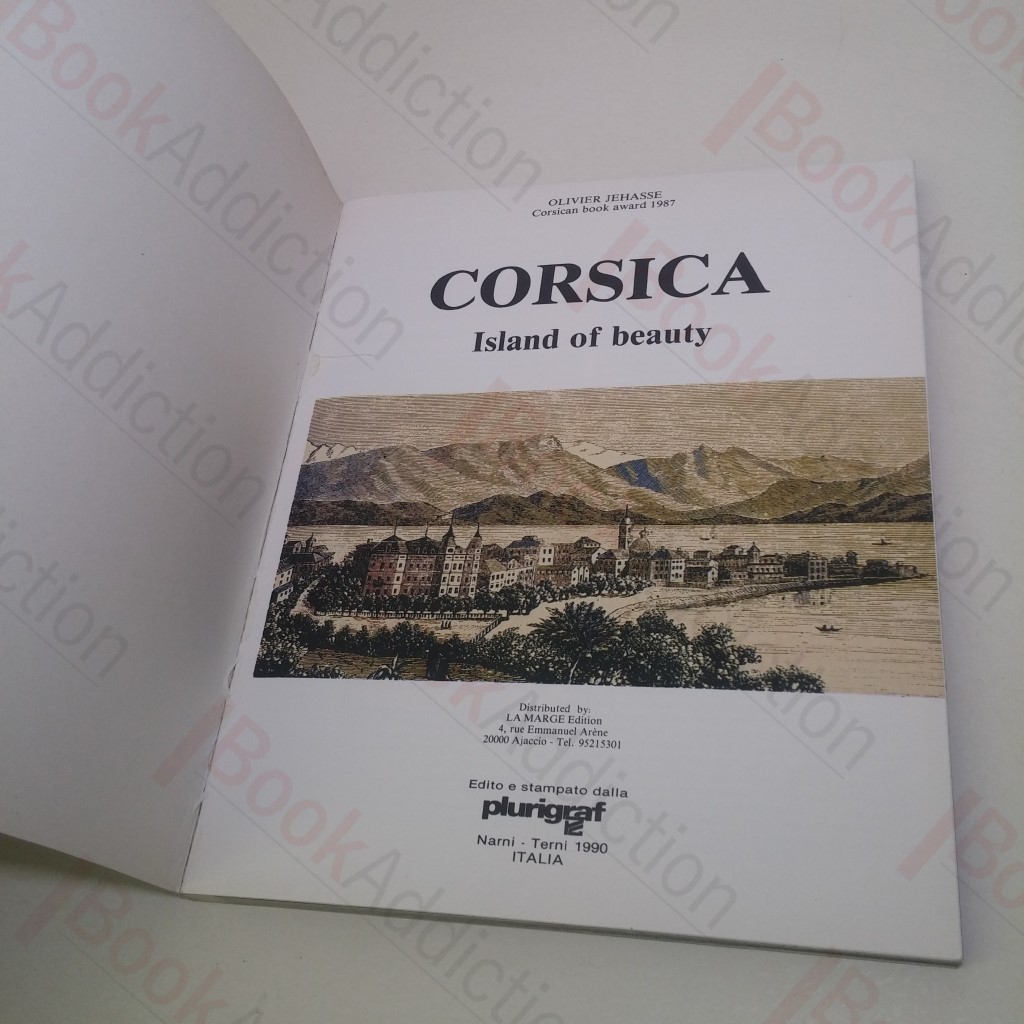 OLIVIER JEHASSE
Corsican book award 1987
CORSICA
Island of beauty
Distributed by:
LA MARGE Edition
4, rue Emmanuel Arène
20000 Ajaccio - Tel. 95215301
Edito e stampato dalla
plurigraf
Narni - Terni 1990
ITALIA
BookAddiction